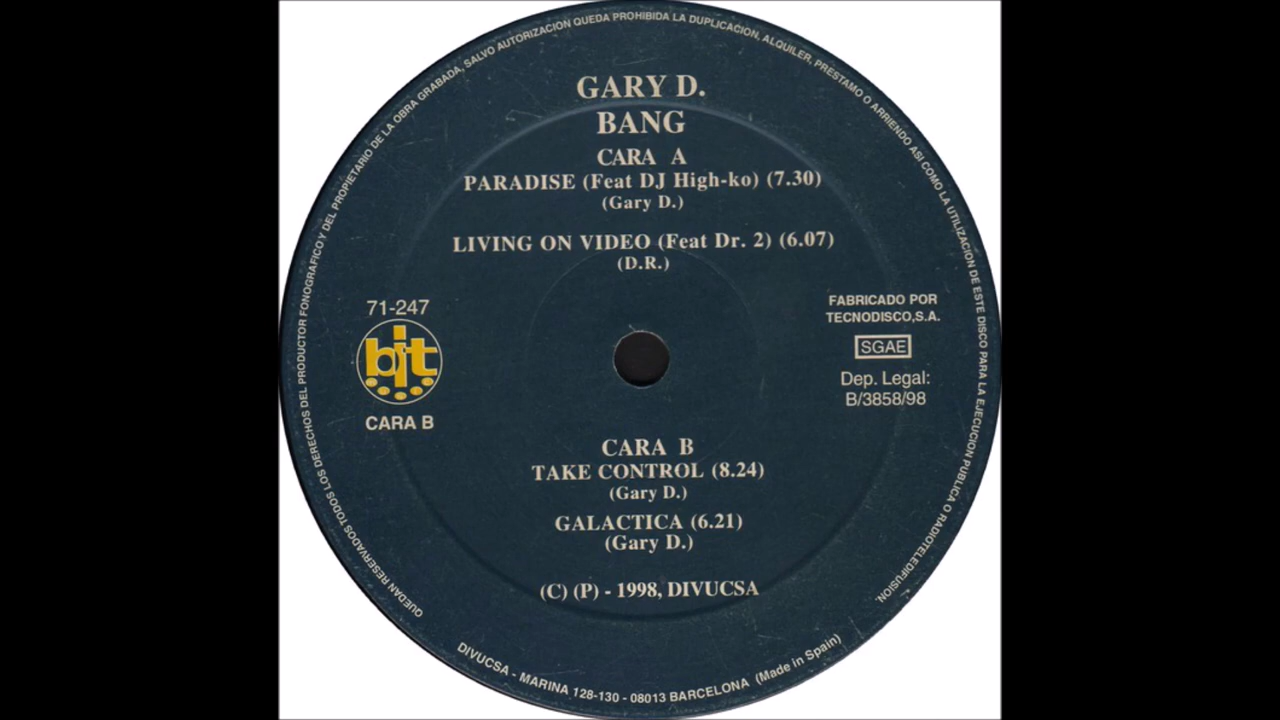 QUEDAN RESERVADOS TODOS LOS DERECHOS DEL PRODUCTOR FONOGRAFICO Y DEL PROPIETARIO DE LA OBRA GRABADA, SALVO AUTORIZACION QUEDA PROHIBIDA LA DUPLICACION, ALQUILER, PRESTAMO O ARRIENDO ASI COMO LA UTILIZACION DE ESTE DISCO PARA LA EJECUCION PUBLICA O RADIOTELEDIFUSION.
GARY D.
BANG
CARA A
PARADISE (Feat DJ High-ko) (7.30)
(Gary D.)
LIVING ON VIDEO (Feat Dr. 2) (6.07)
(D.R.)
71-247
bit
CARA B
FABRICADO POR
TECNODISCO,S.A.
SGAE
Dep. Legal:
B/3858/98
CARA B
TAKE CONTROL (8.24)
(Gary D.)
GALACTICA (6.21)
(Gary D.)
(C) (P) - 1998, DIVUCSA
DIVUCSA - MARINA 128-130 - 08013 BARCELONA (Made in Spain)